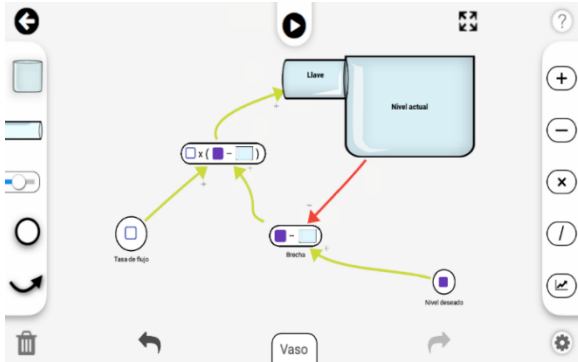 ?
Llave
Nivel actual
+
x ( - )
+
+
-
-
+
Brecha
Tasa de flujo
Nivel deseado
+
-
x
/
Vaso